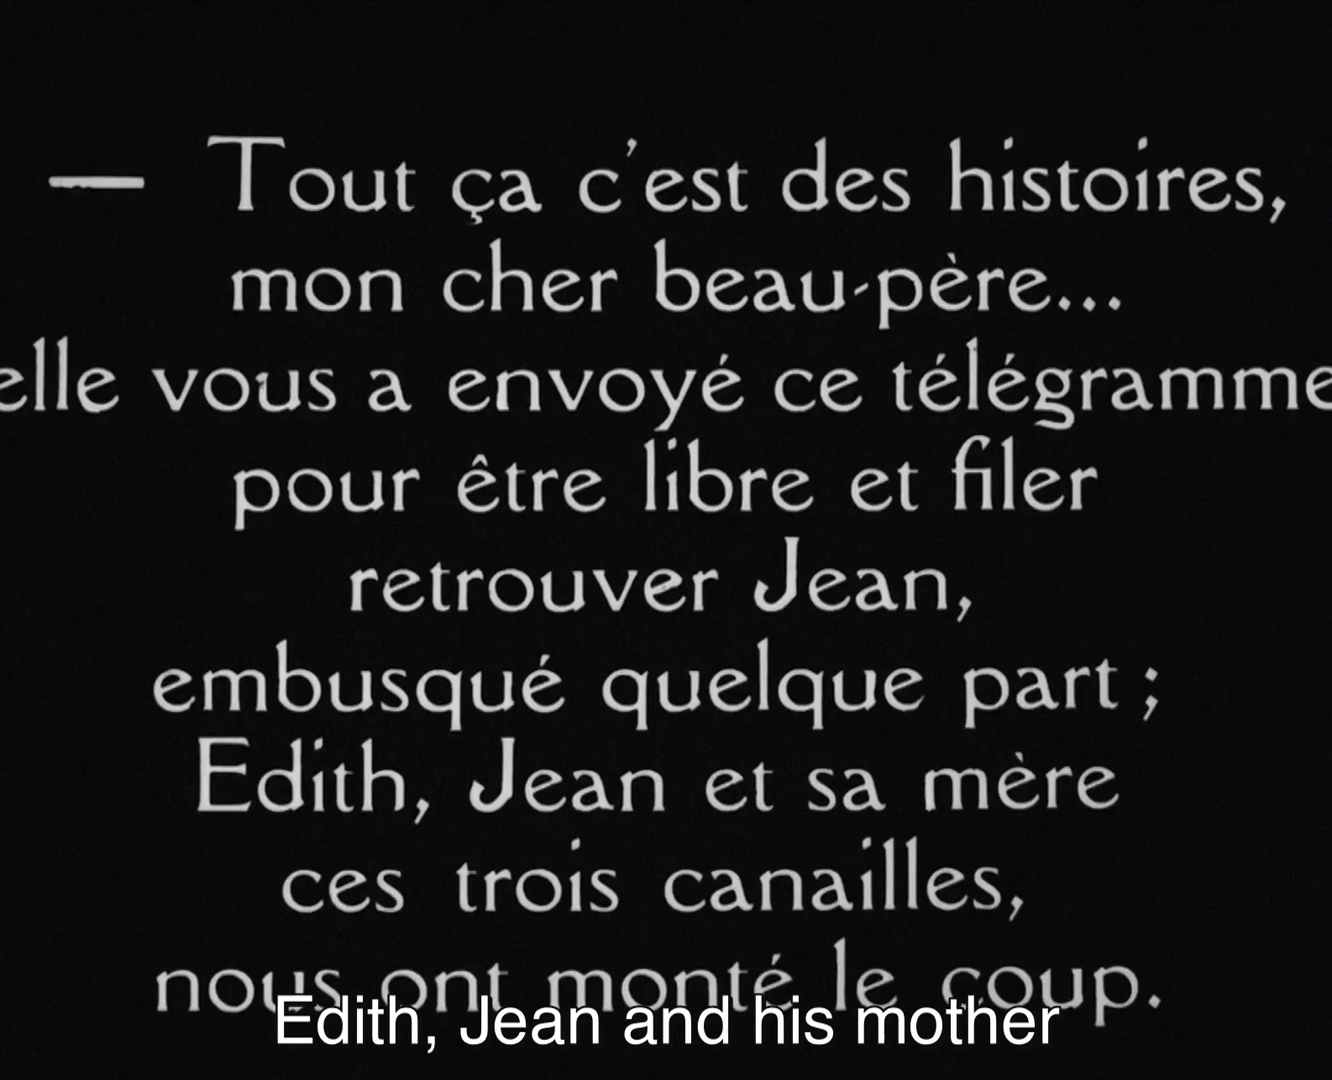 — Tout ça c'est des histoires,
mon cher beau-père...
elle vous a envoyé ce télégramme
pour être libre et filer
retrouver Jean,
embusqué quelque part ;
Edith, Jean et sa mère
ces trois canailles,
nous ont monté le coup.
Edith, Jean and his mother